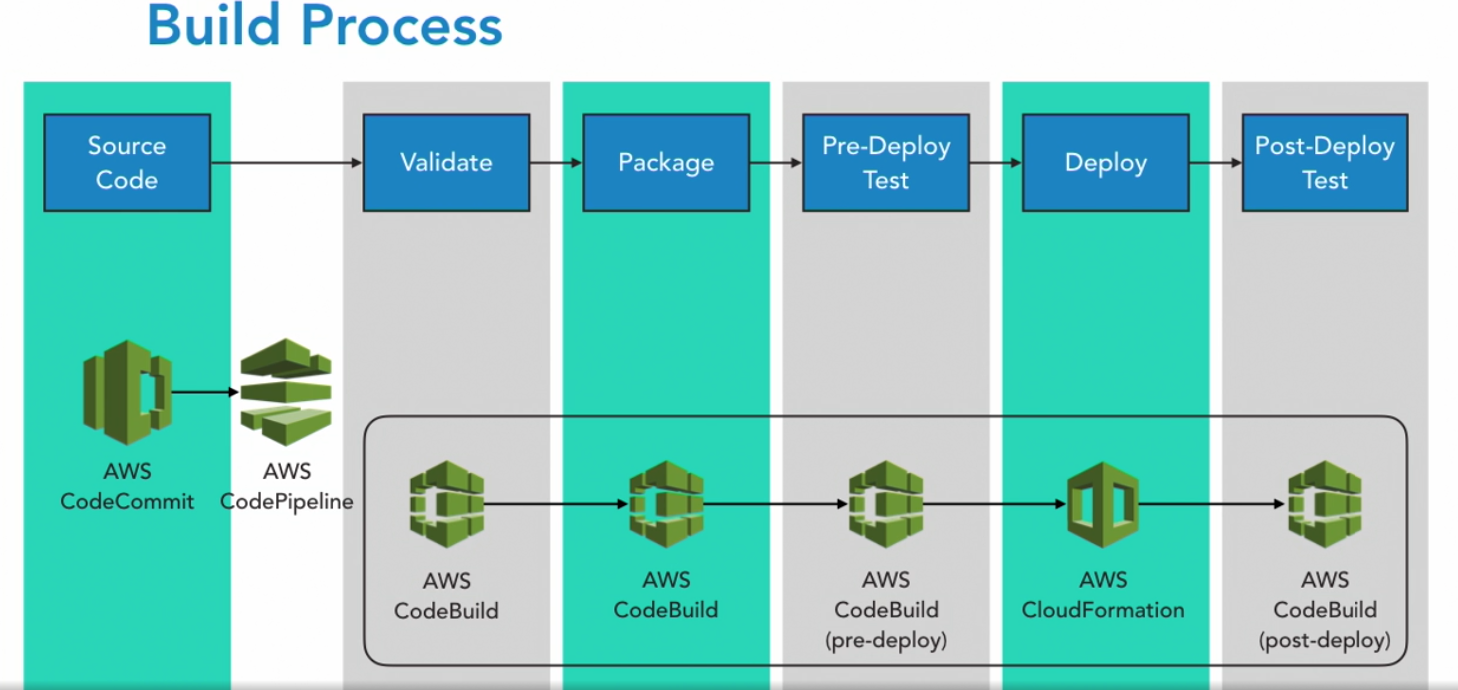 Build Process
Source
Code
Validate
Package
Pre-Deploy
Test
Deploy
Post-Deploy
Test
AWS
CodeCommit
AWS
CodePipeline
AWS
CodeBuild
AWS
CodeBuild
AWS
CodeBuild
(pre-deploy)
AWS
CloudFormation
AWS
CodeBuild
(post-deploy)